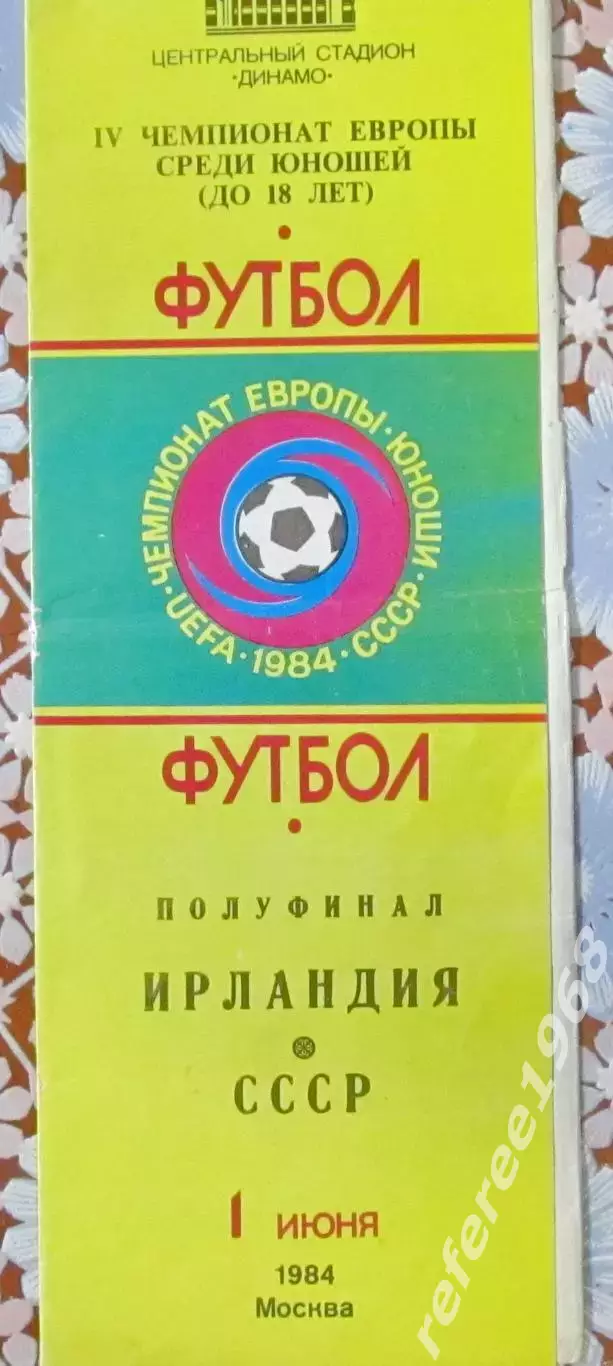 ЦЕНТРАЛЬНЫЙ СТАДИОН
·ДИНАМО·
IV ЧЕМПИОНАТ ЕВРОПЫ
СРЕДИ ЮНОШЕЙ
(ДО 18 ЛЕТ)
ФУТБОЛ
·ЧЕМПИОНАТ ЕВРОПЫ·ЮНОШИ
·UEFA·1984·СССР·
ФУТБОЛ
ПОЛУФИНАЛ
ИРЛАНДИЯ
СССР
1 ИЮНЯ
1984
Москва
referee1968